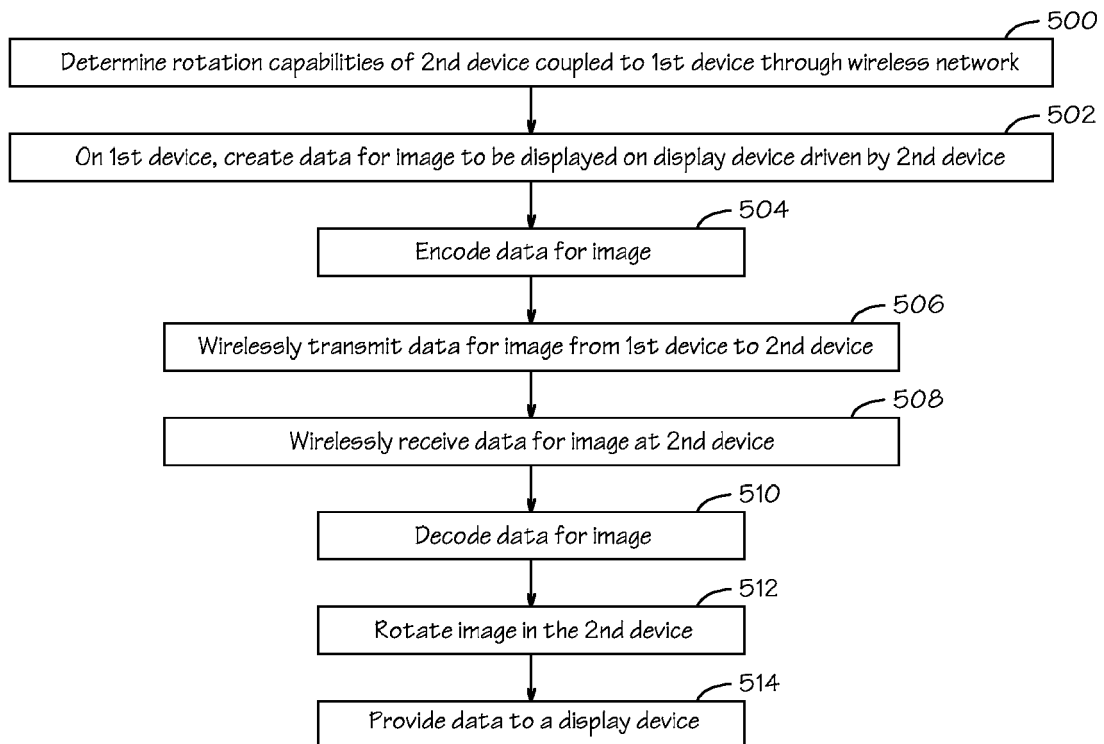 500
Determine rotation capabilities of 2nd device coupled to 1st device through wireless network
502
On 1st device, create data for image to be displayed on display device driven by 2nd device
504
Encode data for image
506
Wirelessly transmit data for image from 1st device to 2nd device
508
Wirelessly receive data for image at 2nd device
510
Decode data for image
512
Rotate image in the 2nd device
514
Provide data to a display device